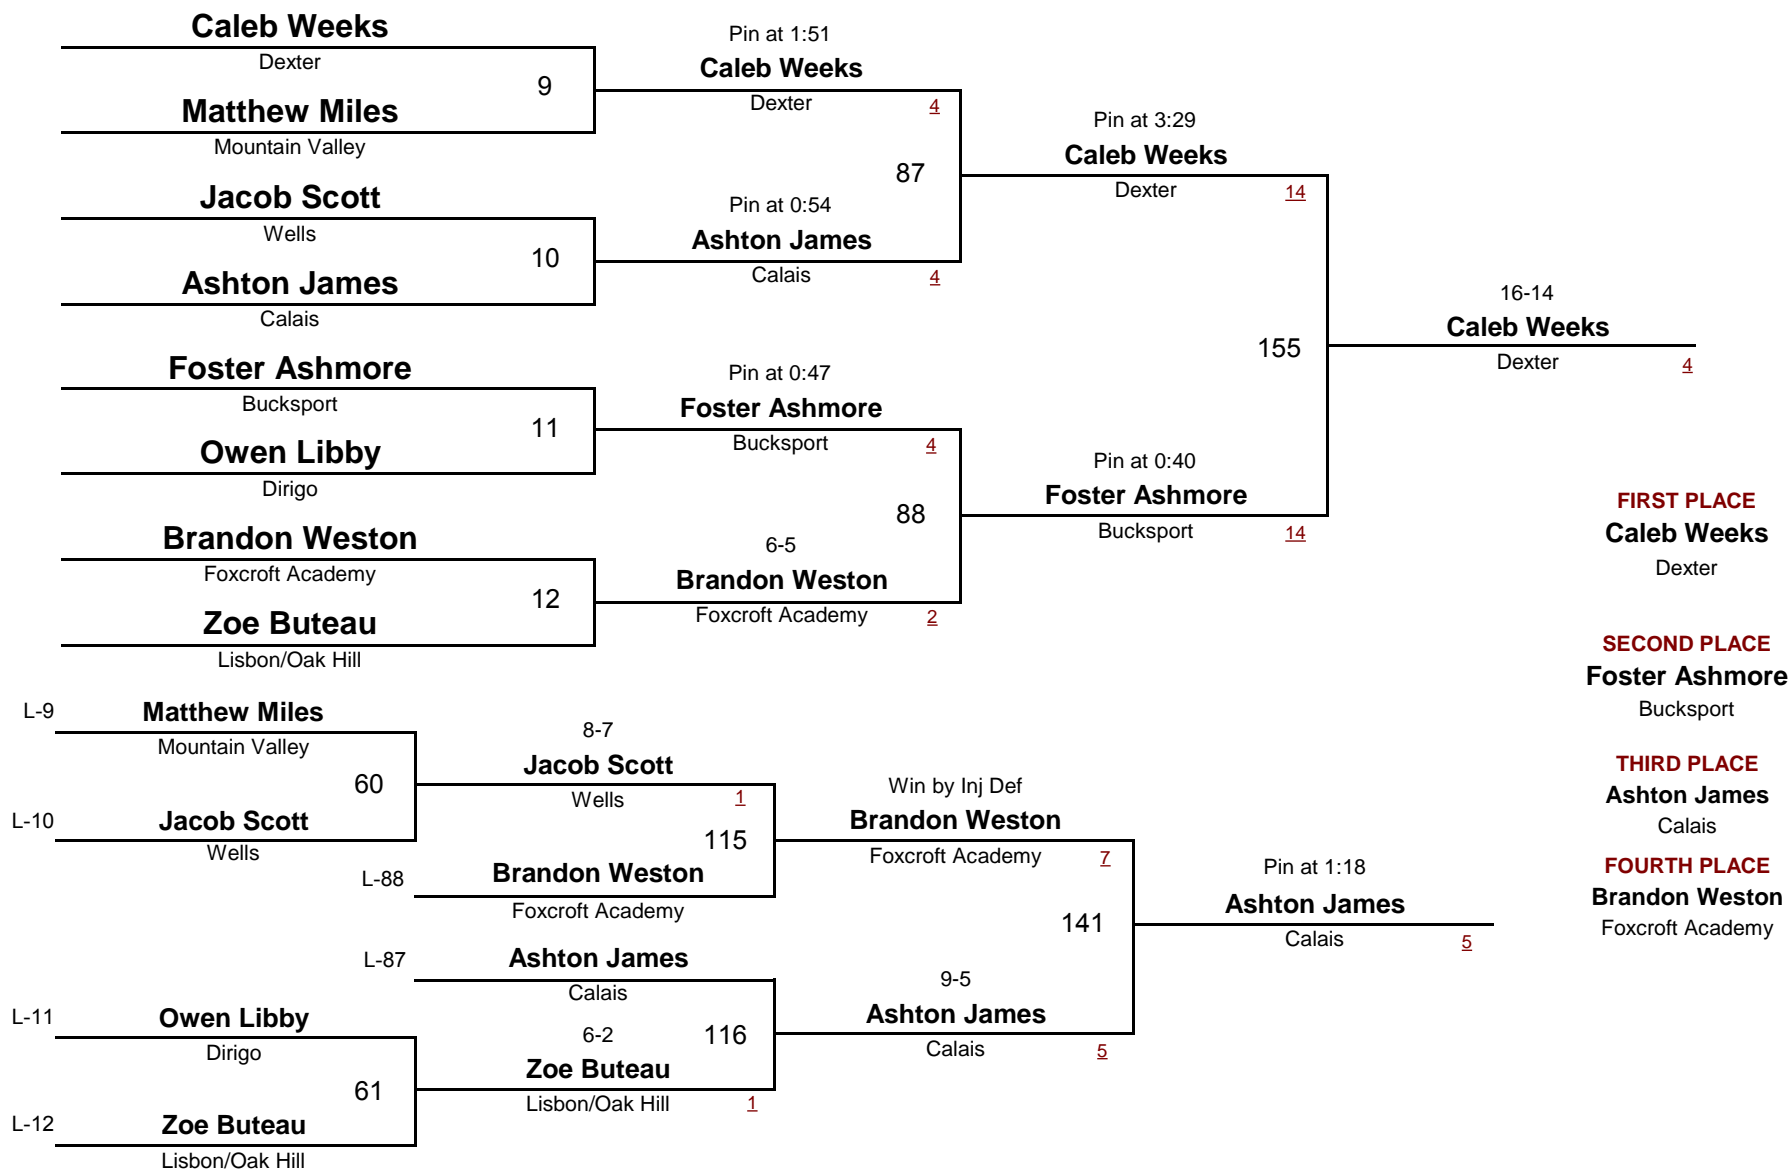 Caleb Weeks
Dexter
9
Matthew Miles
Mountain Valley
Jacob Scott
Wells
10
Ashton James
Calais
Foster Ashmore
Bucksport
11
Owen Libby
Dirigo
Brandon Weston
Foxcroft Academy
12
Zoe Buteau
Lisbon/Oak Hill
Pin at 1:51
Caleb Weeks
Dexter 4
87
Pin at 0:54
Ashton James
Calais 4
Pin at 0:47
Foster Ashmore
Bucksport 4
88
6-5
Brandon Weston
Foxcroft Academy 2
Pin at 3:29
Caleb Weeks
Dexter 14
155
Pin at 0:40
Foster Ashmore
Bucksport 14
16-14
Caleb Weeks
Dexter 4
FIRST PLACE
Caleb Weeks
Dexter
SECOND PLACE
Foster Ashmore
Bucksport
THIRD PLACE
Ashton James
Calais
FOURTH PLACE
Brandon Weston
Foxcroft Academy
L-9 Matthew Miles
Mountain Valley
60
L-10 Jacob Scott
Wells
8-7
Jacob Scott
Wells 1
115
L-88 Brandon Weston
Foxcroft Academy
L-87 Ashton James
Calais
L-11 Owen Libby
Dirigo
61
L-12 Zoe Buteau
Lisbon/Oak Hill
6-2 116
Zoe Buteau
Lisbon/Oak Hill 1
Win by Inj Def
Brandon Weston
Foxcroft Academy 7
141
9-5
Ashton James
Calais 5
Pin at 1:18
Ashton James
Calais 5